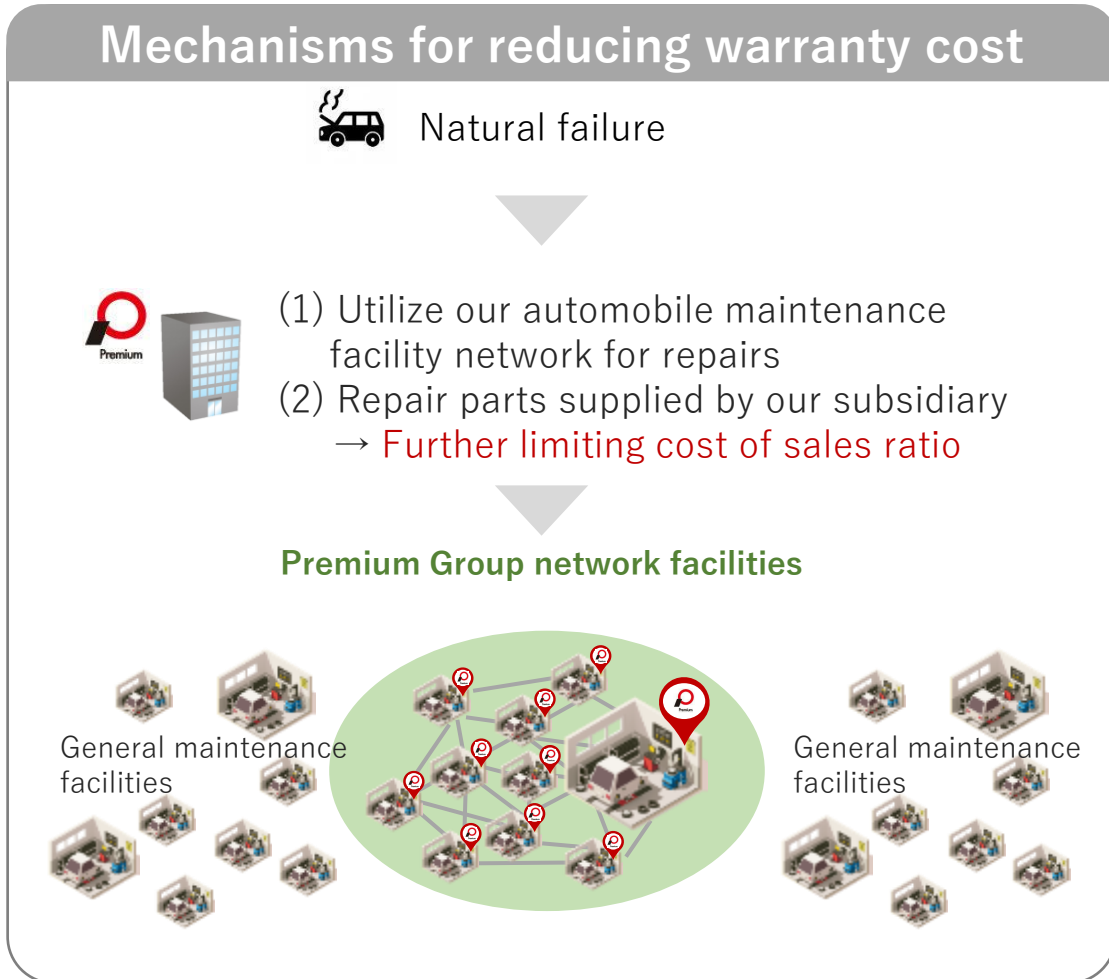 Mechanisms for reducing warranty cost
Natural failure
Premium
(1) Utilize our automobile maintenance
facility network for repairs
(2) Repair parts supplied by our subsidiary
→ Further limiting cost of sales ratio
Premium Group network facilities
Premium
General maintenance
facilities
General maintenance
facilities